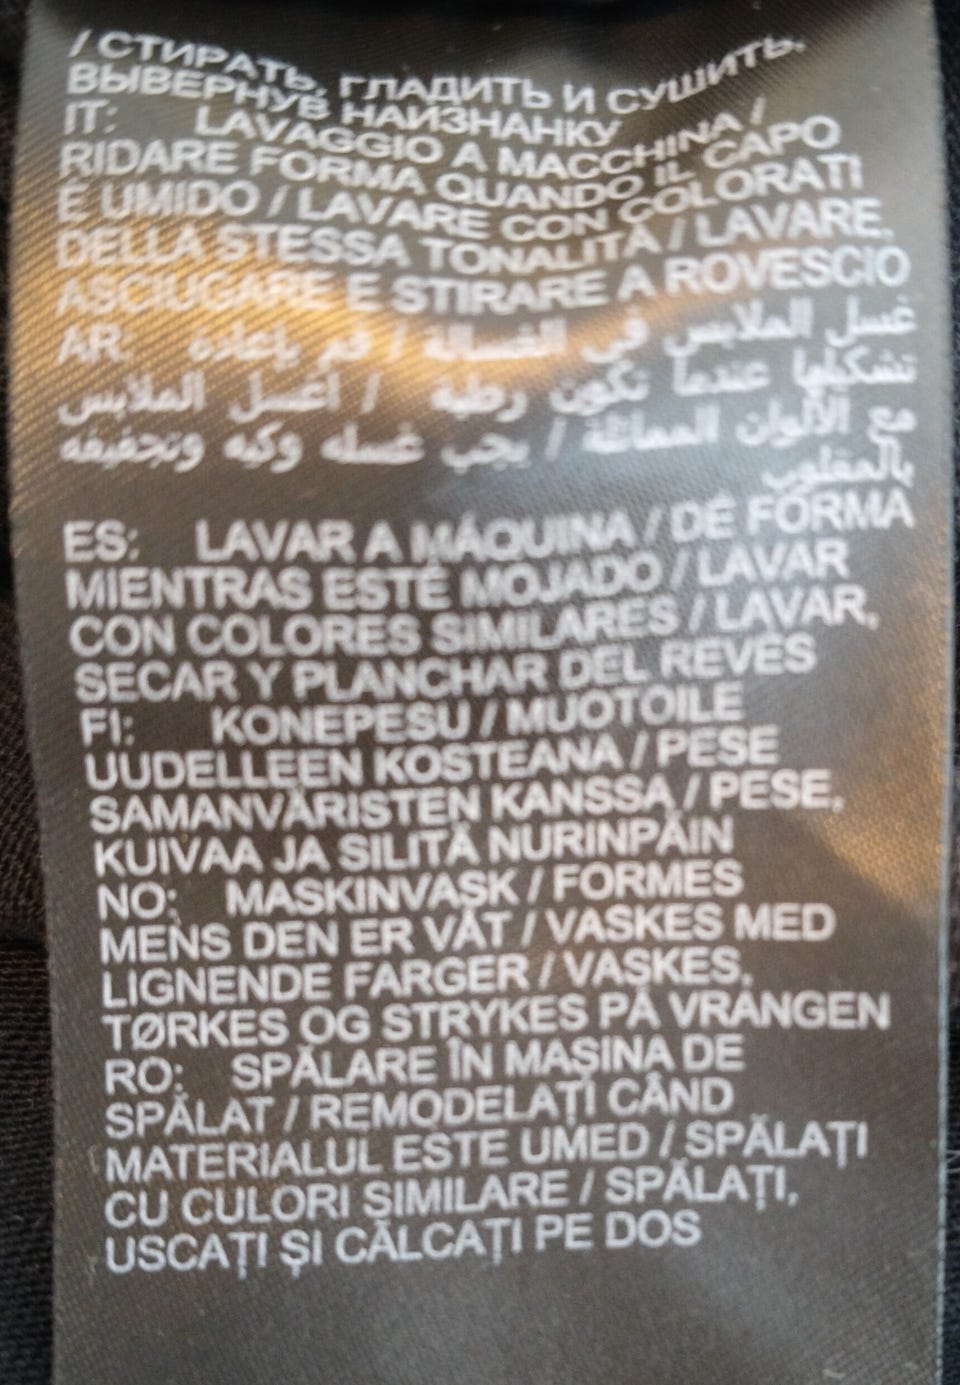 / СТИРАТЬ, ГЛАДИТЬ И СУШИТЬ,
ВЫВЕРНУВ НАИЗНАНКУ
IT: LAVAGGIO A MACCHINA /
RIDARE FORMA QUANDO IL CAPO
È UMIDO / LAVARE CON COLORATI
DELLA STESSA TONALITÀ / LAVARE,
ASCIUGARE E STIRARE A ROVESCIO
AR: غسل الملابس في الغسالة / قم بإعادة
تشكيلها عندما تكون رطبة / اغسل الملابس
مع الألوان المماثلة / يجب غسله وكيه وتجفيفه
بالمقلوب
ES: LAVAR A MÁQUINA / DE FORMA
MIENTRAS ESTÉ MOJADO / LAVAR
CON COLORES SIMILARES / LAVAR,
SECAR Y PLANCHAR DEL REVÉS
FI: KONEPESU / MUOTOILE
UUDELLEEN KOSTEANA / PESE
SAMANVÄRISTEN KANSSA / PESE,
KUIVAA JA SILITÄ NURINPÄIN
NO: MASKINVASK / FORMES
MENS DEN ER VÅT / VASKES MED
LIGNENDE FARGER / VASKES,
TØRKES OG STRYKES PÅ VRANGEN
RO: SPĂLARE ÎN MAȘINA DE
SPĂLAT / REMODELAȚI CÂND
MATERIALUL ESTE UMED / SPĂLAȚI
CU CULORI SIMILARE / SPĂLAȚI,
USCAȚI ȘI CĂLCAȚI PE DOS